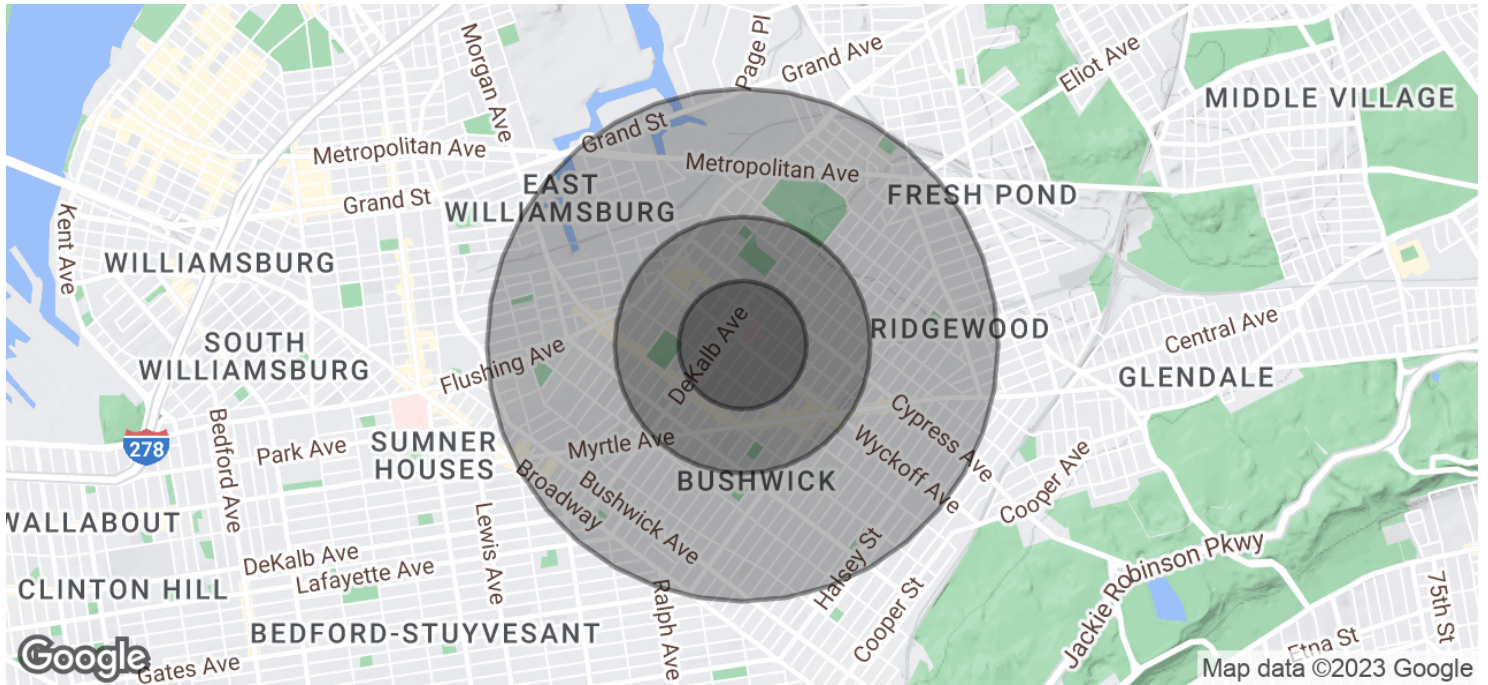 Page Pl
Grand Ave
Morgan Ave
Eliot Ave
MIDDLE VILLAGE
Grand St
Metropolitan Ave
Metropolitan Ave
EAST
WILLIAMSBURG
FRESH POND
Grand St
Kent Ave
WILLIAMSBURG
DeKalb Ave
RIDGEWOOD
Central Ave
SOUTH
WILLIAMSBURG
Flushing Ave
GLENDALE
Cypress Ave
Bedford Ave
278
Park Ave
SUMNER
HOUSES
Myrtle Ave
Wyckoff Ave
BUSHWICK
Broadway
Bushwick Ave
Cooper Ave
WALLABOUT
Lewis Ave
DeKalb Ave
Lafayette Ave
Halsey St
Jackie Robinson Pkwy
CLINTON HILL
Ralph Ave
Cooper St
75th St
BEDFORD-STUYVESANT
Etna St
Google
Gates Ave
Map data ©2023 Google